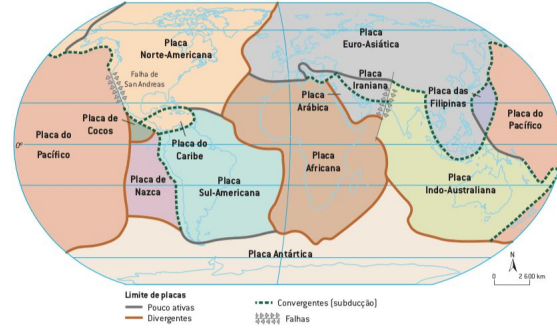 Placa
Norte-Americana
Placa
Euro-Asiática
Falha de
San Andreas
Placa
Iraniana
Placa
Arábica
Placa das
Filipinas
Placa de
Cocos
Placa do
Caribe
Placa do
Pacífico
Placa do
Pacífico
0°
Placa de
Nazca
Placa
Sul-Americana
Placa
Africana
Placa
Indo-Australiana
Placa Antártica
N
0 2 600 km
Limite de placas
Pouco ativas
Divergentes
Convergentes (subducção)
Falhas